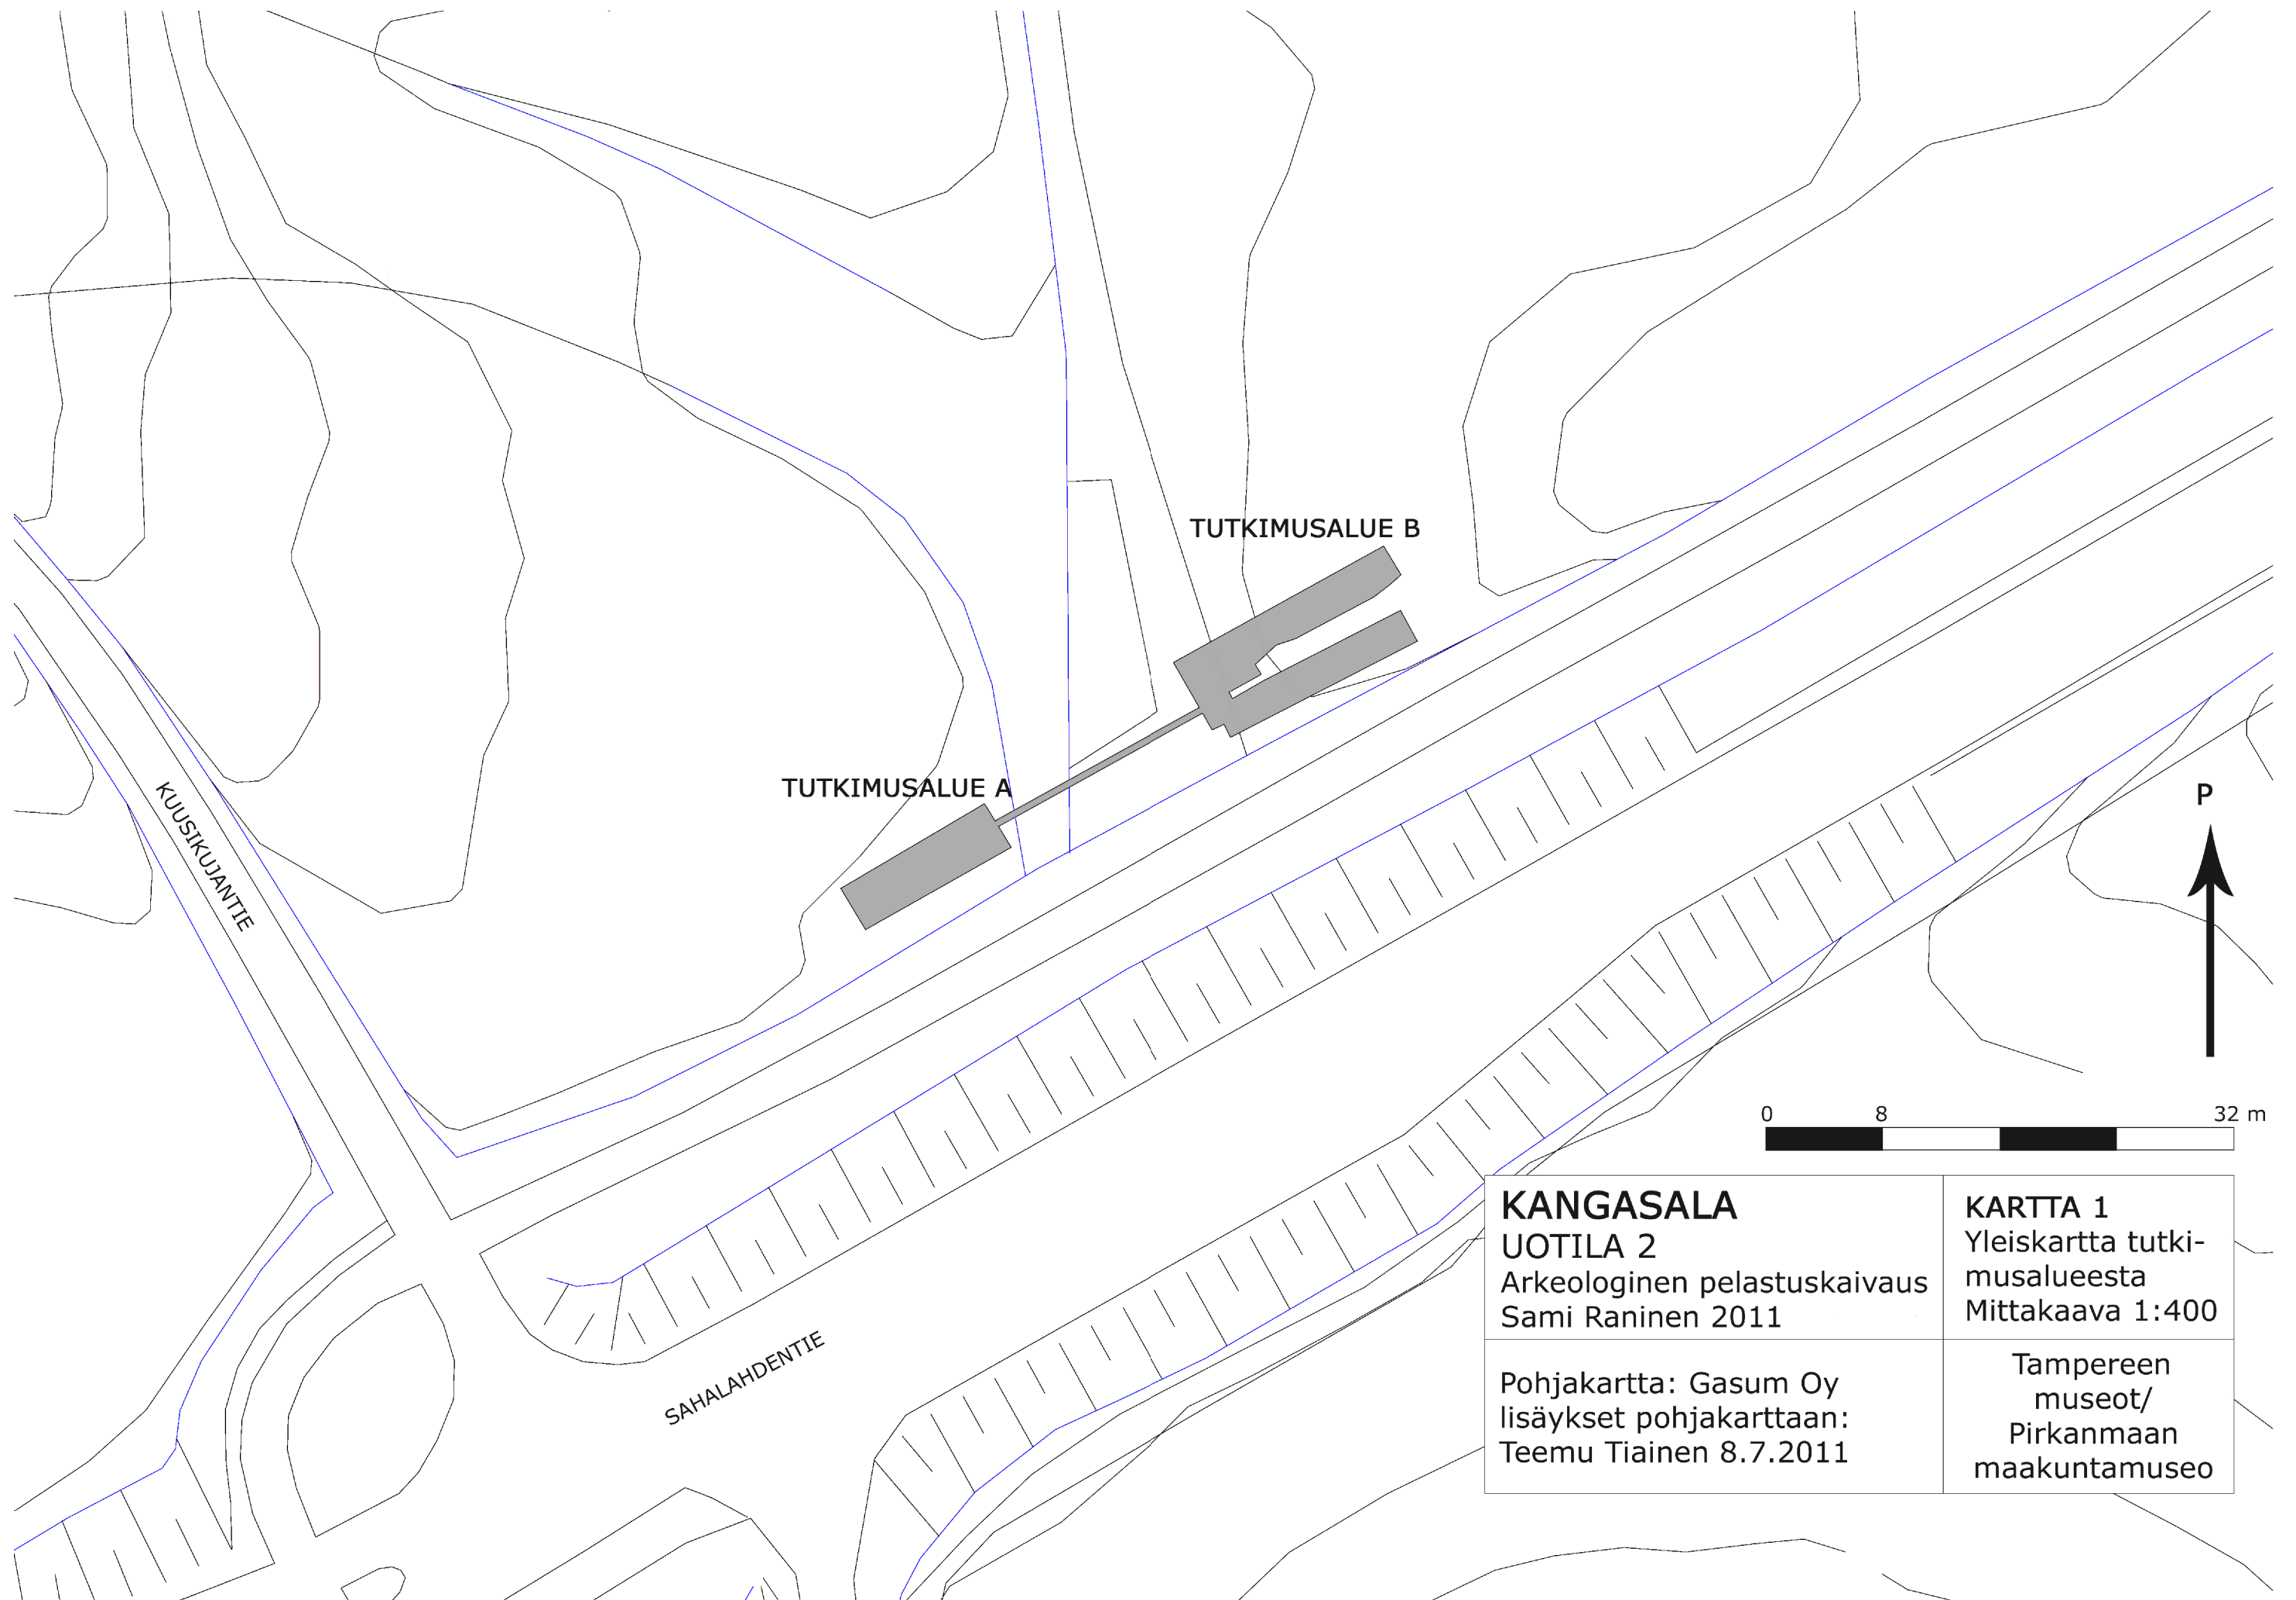 TUTKIMUSALUE B
TUTKIMUSALUE A
KUUSIKUJANTIE
P
0 8 32 m
SAHALAHDENTIE
KANGASALA
UOTILA 2
Arkeologinen pelastuskaivaus
Sami Raninen 2011
KARTTA 1
Yleiskartta tutki-
musalueesta
Mittakaava 1:400
Pohjakartta: Gasum Oy
lisäykset pohjakarttaan:
Teemu Tiainen 8.7.2011
Tampereen
museot/
Pirkanmaan
maakuntamuseo